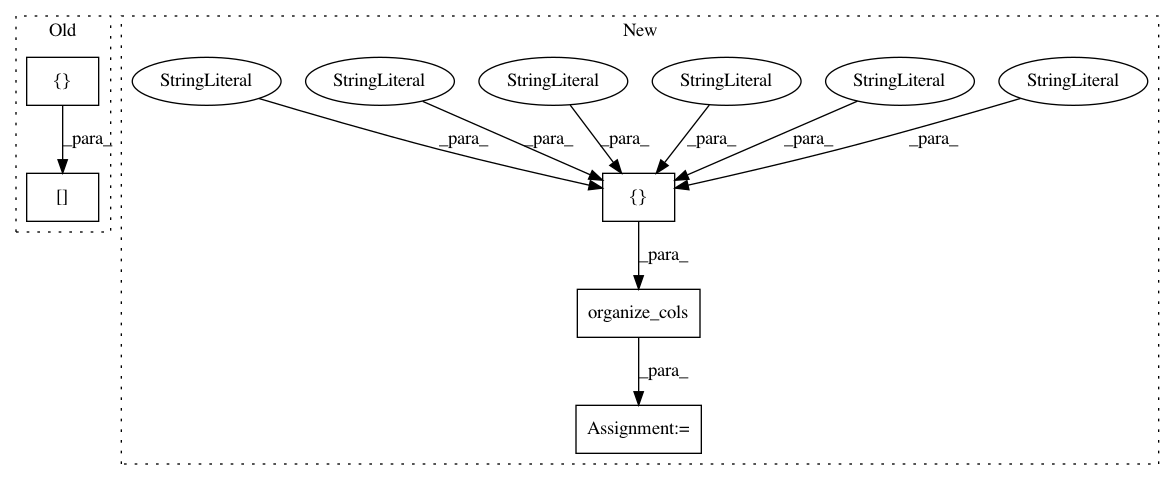 Old
New
{}
StringLiteral
StringLiteral
StringLiteral
StringLiteral
StringLiteral
StringLiteral
_para_
_para_
_para_
_para_
_para_
_para_
_para_
[]
{}
_para_
organize_cols
_para_
Assignment:=